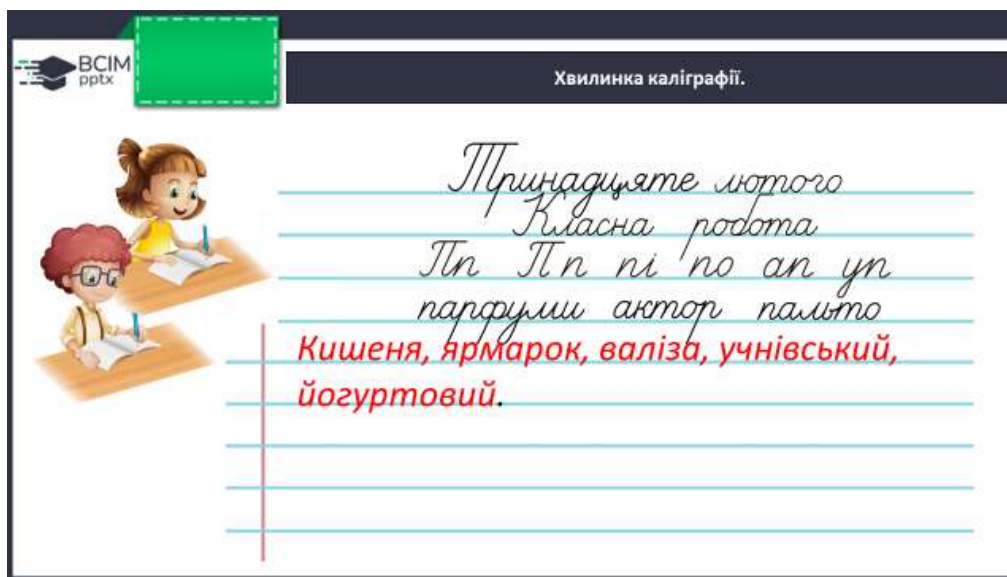 ВСІМ
pptx
Хвилинка каліграфії.
Тринадцяте лютого
Класна робота
Пп Пп пі по ап уп
парфуми актор пальто
Кишеня, ярмарок, валіза, учнівський,
йогуртовий.